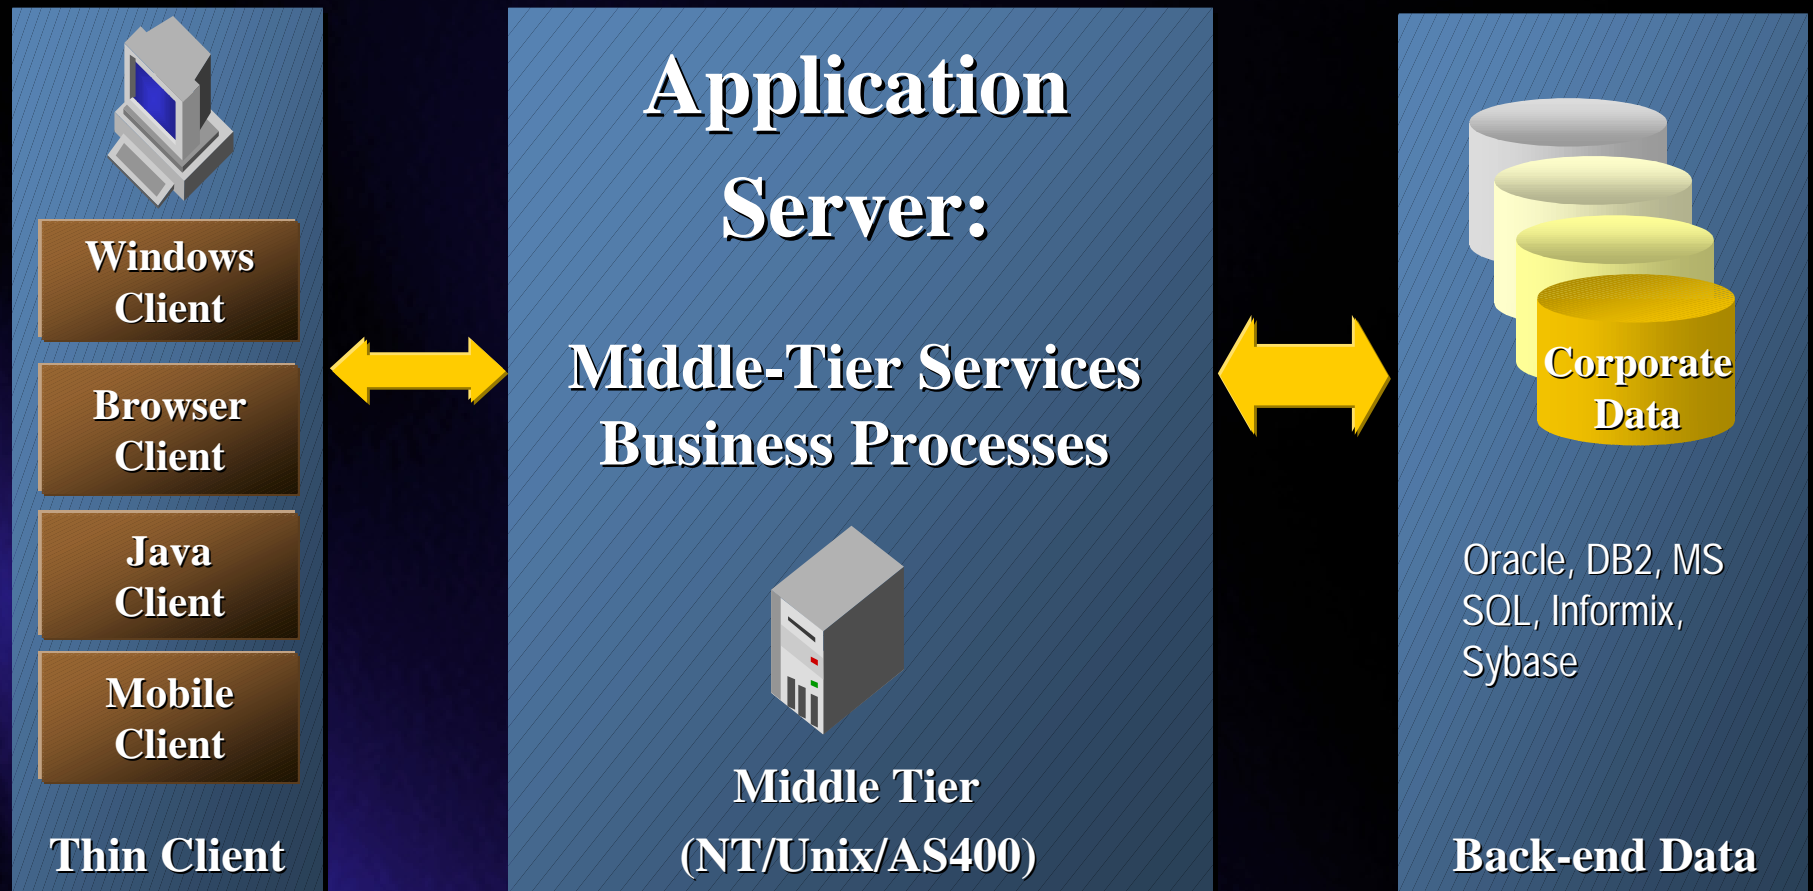 Windows
Client
Browser
Client
Java
Client
Mobile
Client
Thin Client
Application
Server:
Middle-Tier Services
Business Processes
Middle Tier
(NT/Unix/AS400)
Corporate
Data
Oracle, DB2, MS
SQL, Informix,
Sybase
Back-end Data